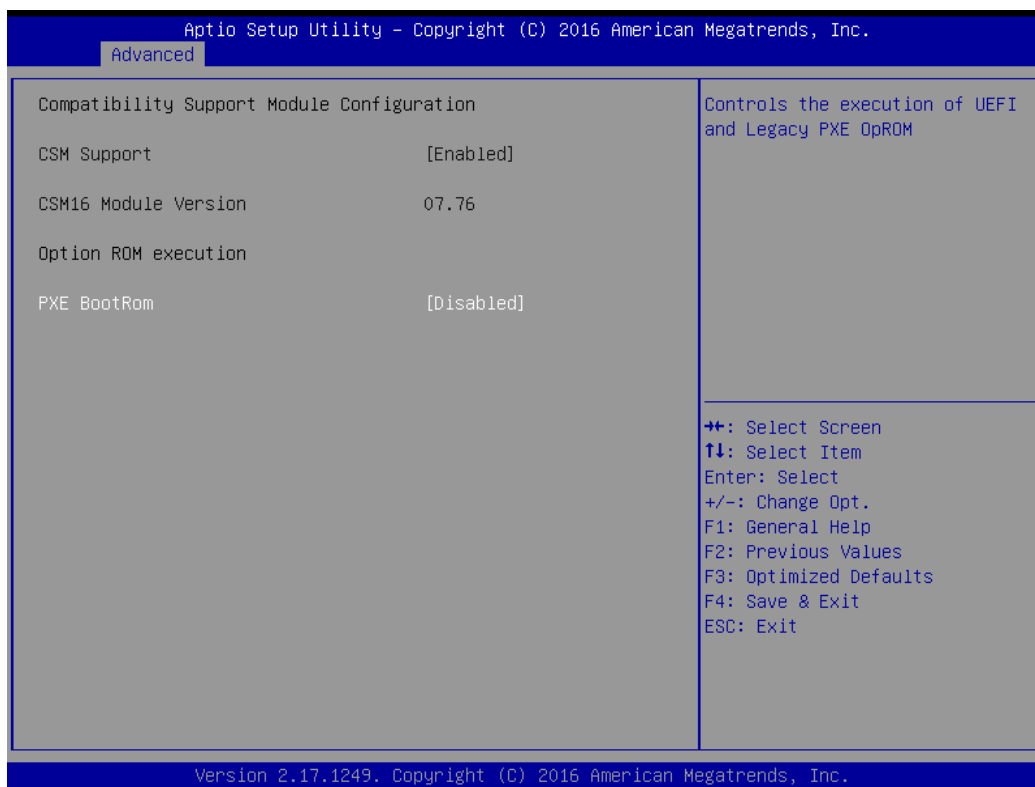 Aptio Setup Utility – Copyright (C) 2016 American Megatrends, Inc.
Advanced
Compatibility Support Module Configuration
CSM Support [Enabled]
CSM16 Module Version 07.76
Option ROM execution
PXE BootRom [Disabled]
Controls the execution of UEFI
and Legacy PXE OpROM
→←: Select Screen
↑↓: Select Item
Enter: Select
+/-: Change Opt.
F1: General Help
F2: Previous Values
F3: Optimized Defaults
F4: Save & Exit
ESC: Exit
Version 2.17.1249. Copyright (C) 2016 American Megatrends, Inc.